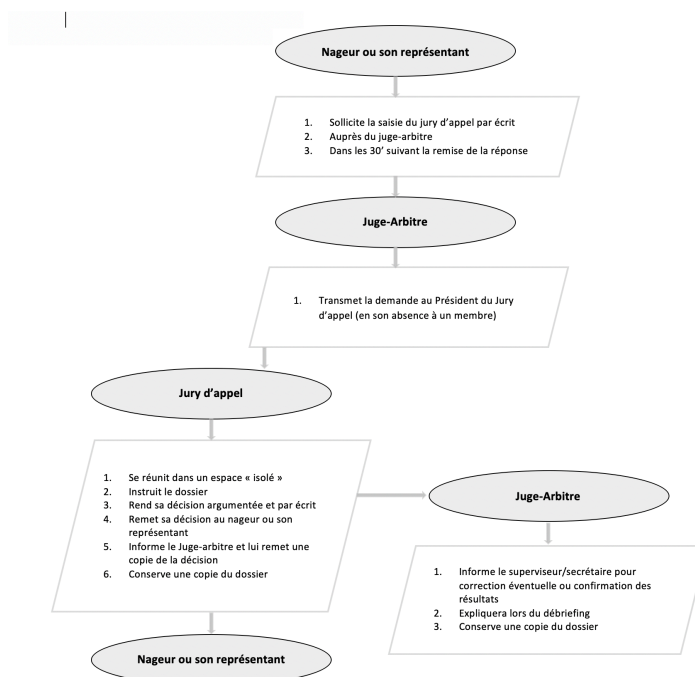 Nageur ou son représentant
1. Sollicite la saisie du jury d'appel par écrit
2. Auprès du juge-arbitre
3. Dans les 30' suivant la remise de la réponse
Juge-Arbitre
1. Transmet la demande au Président du Jury
d'appel (en son absence à un membre)
Jury d'appel
1. Se réunit dans un espace « isolé »
2. Instruit le dossier
3. Rend sa décision argumentée et par écrit
4. Remet sa décision au nageur ou son
représentant
5. Informe le Juge-arbitre et lui remet une
copie de la décision
6. Conserve une copie du dossier
Juge-Arbitre
1. Informe le superviseur/secrétaire pour
correction éventuelle ou confirmation des
résultats
2. Expliquera lors du débriefing
3. Conserve une copie du dossier
Nageur ou son représentant